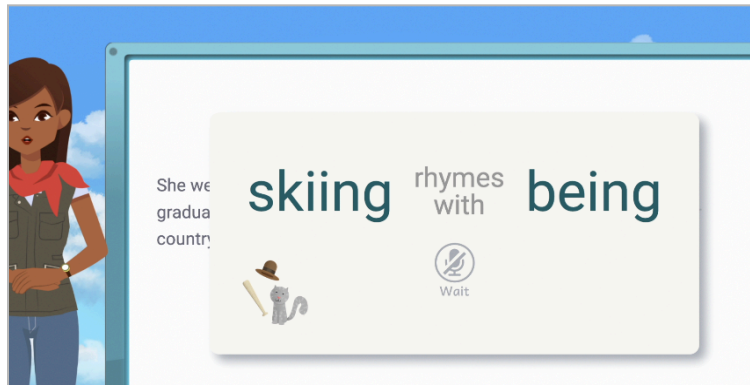 She we
gradua
country
skiing rhymes with being
Wait